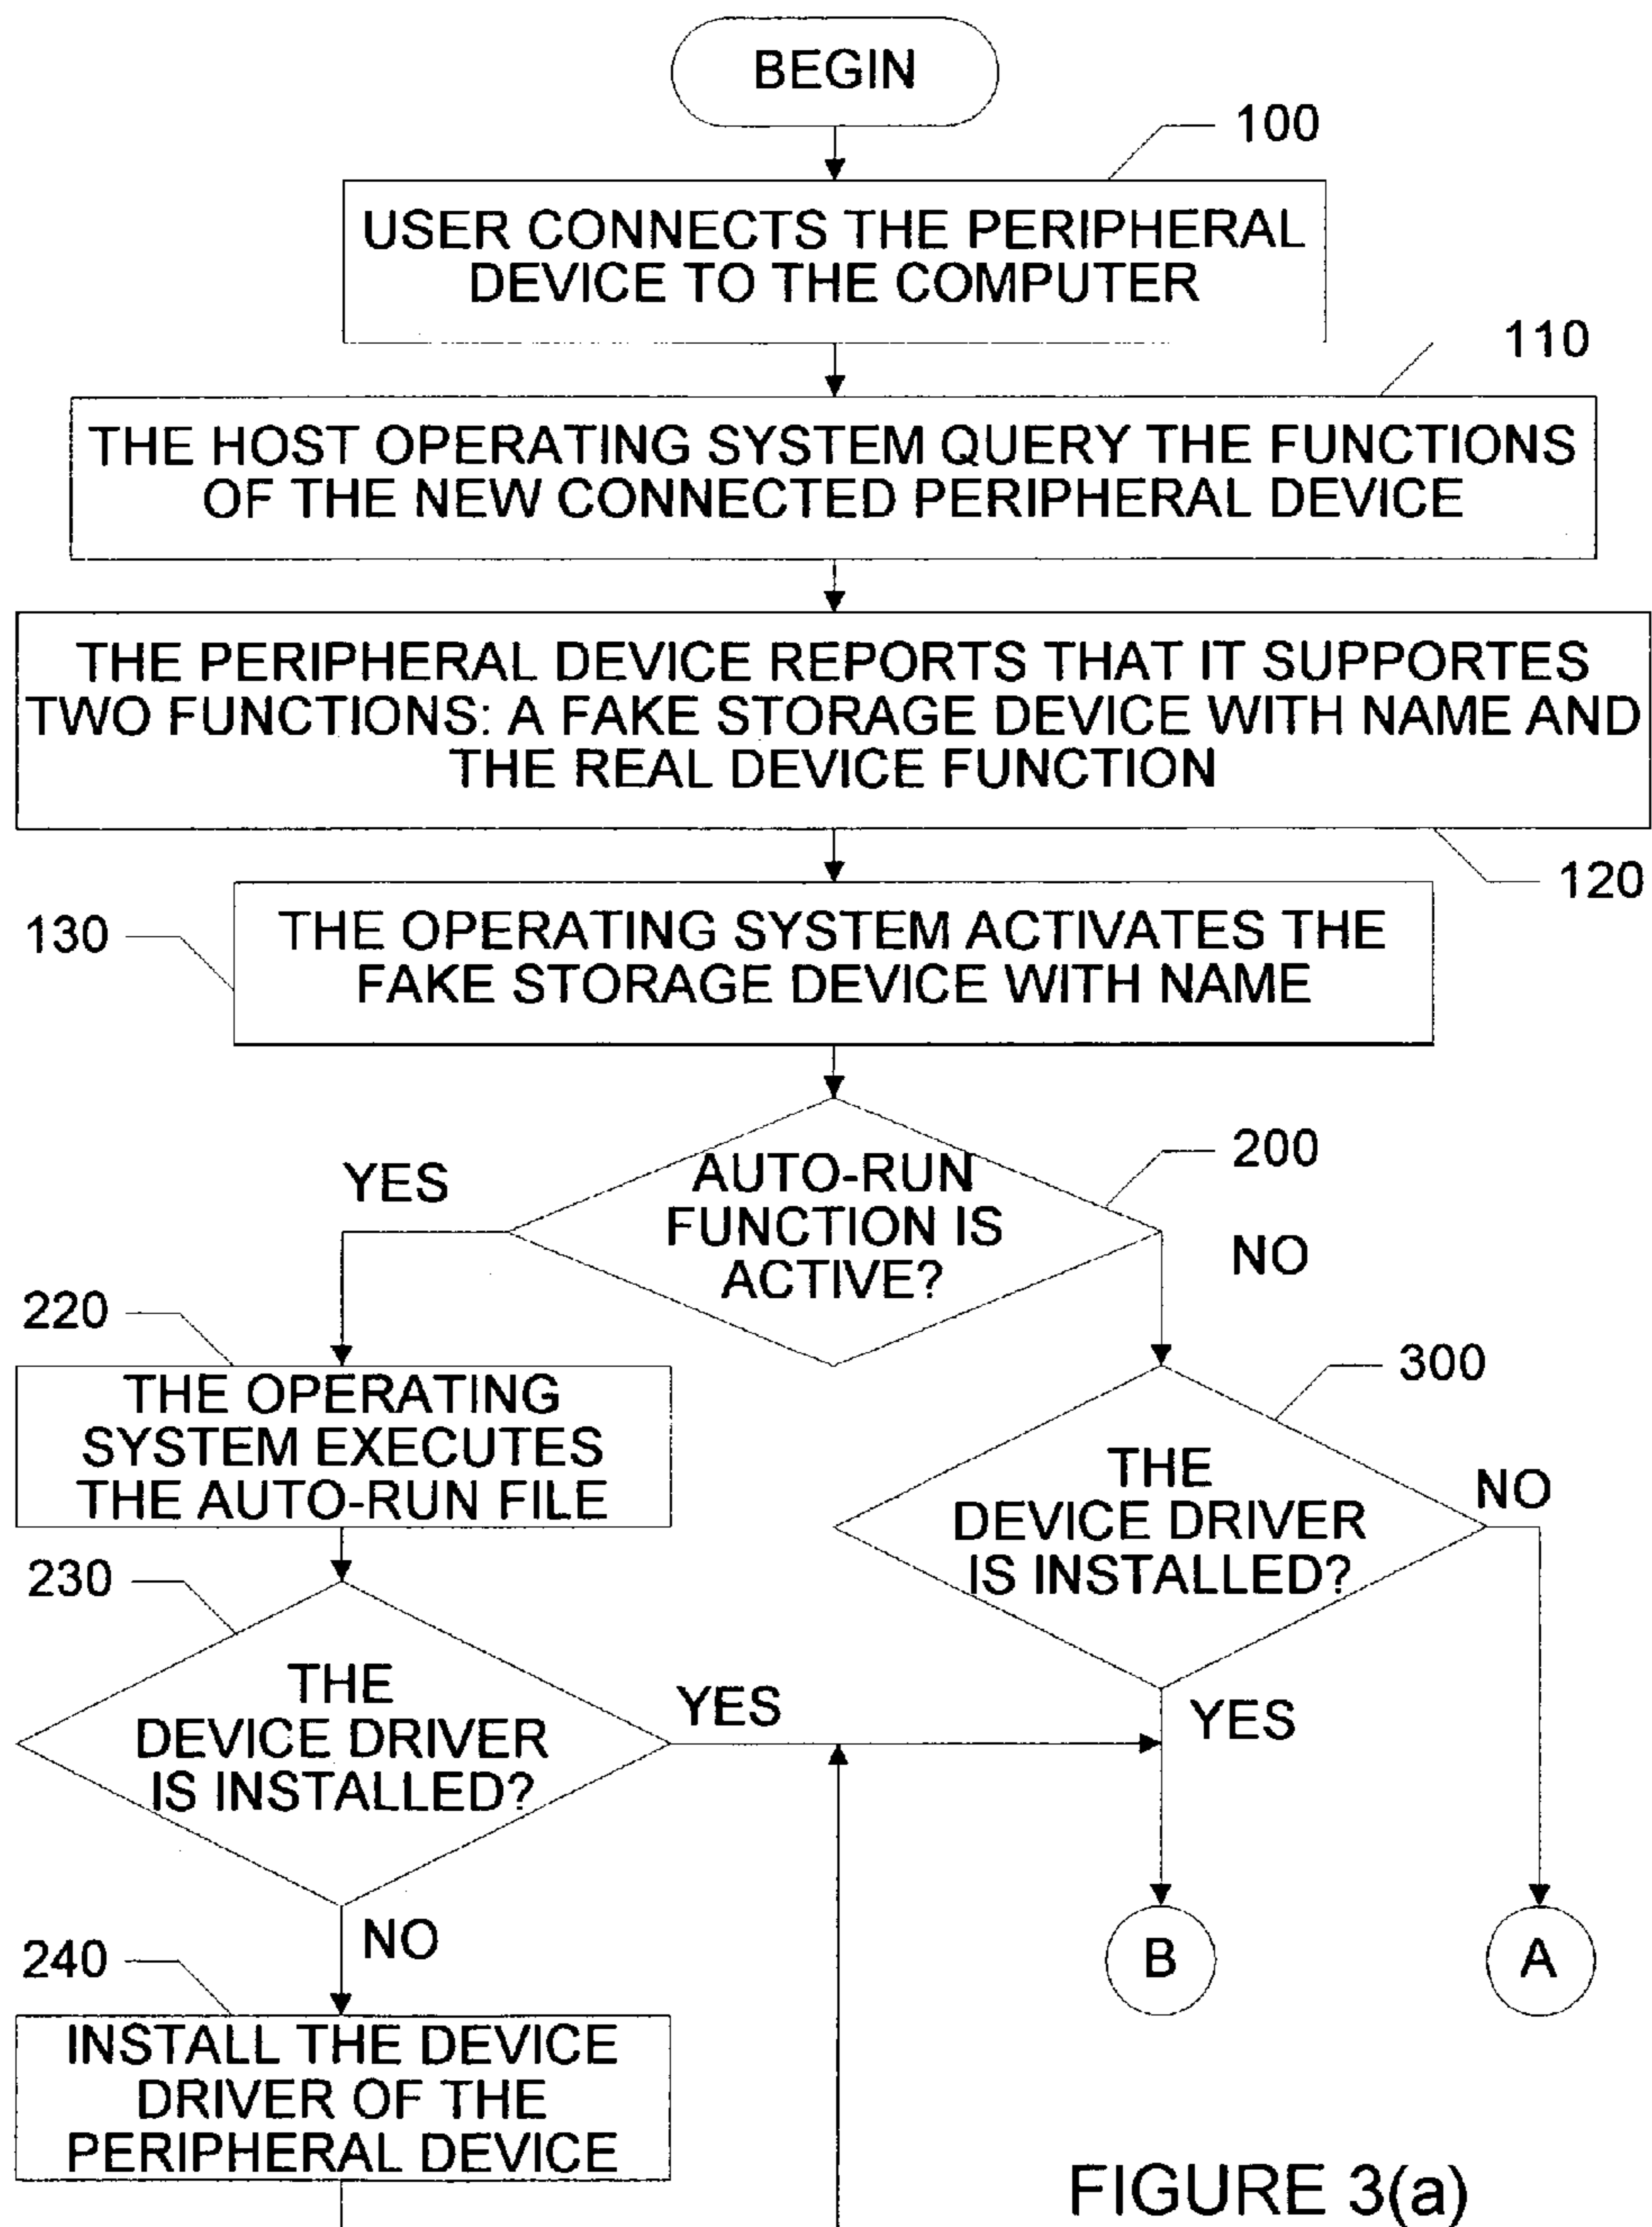 BEGIN
100
USER CONNECTS THE PERIPHERAL
DEVICE TO THE COMPUTER
110
THE HOST OPERATING SYSTEM QUERY THE FUNCTIONS
OF THE NEW CONNECTED PERIPHERAL DEVICE
THE PERIPHERAL DEVICE REPORTS THAT IT SUPPORTES
TWO FUNCTIONS: A FAKE STORAGE DEVICE WITH NAME AND
THE REAL DEVICE FUNCTION
120
130
THE OPERATING SYSTEM ACTIVATES THE
FAKE STORAGE DEVICE WITH NAME
200
YES
AUTO-RUN
FUNCTION IS
ACTIVE?
NO
220
THE OPERATING
SYSTEM EXECUTES
THE AUTO-RUN FILE
300
THE
DEVICE DRIVER
IS INSTALLED?
NO
230
THE
DEVICE DRIVER
IS INSTALLED?
YES
YES
NO
B
A
240
INSTALL THE DEVICE
DRIVER OF THE
PERIPHERAL DEVICE
FIGURE 3(a)